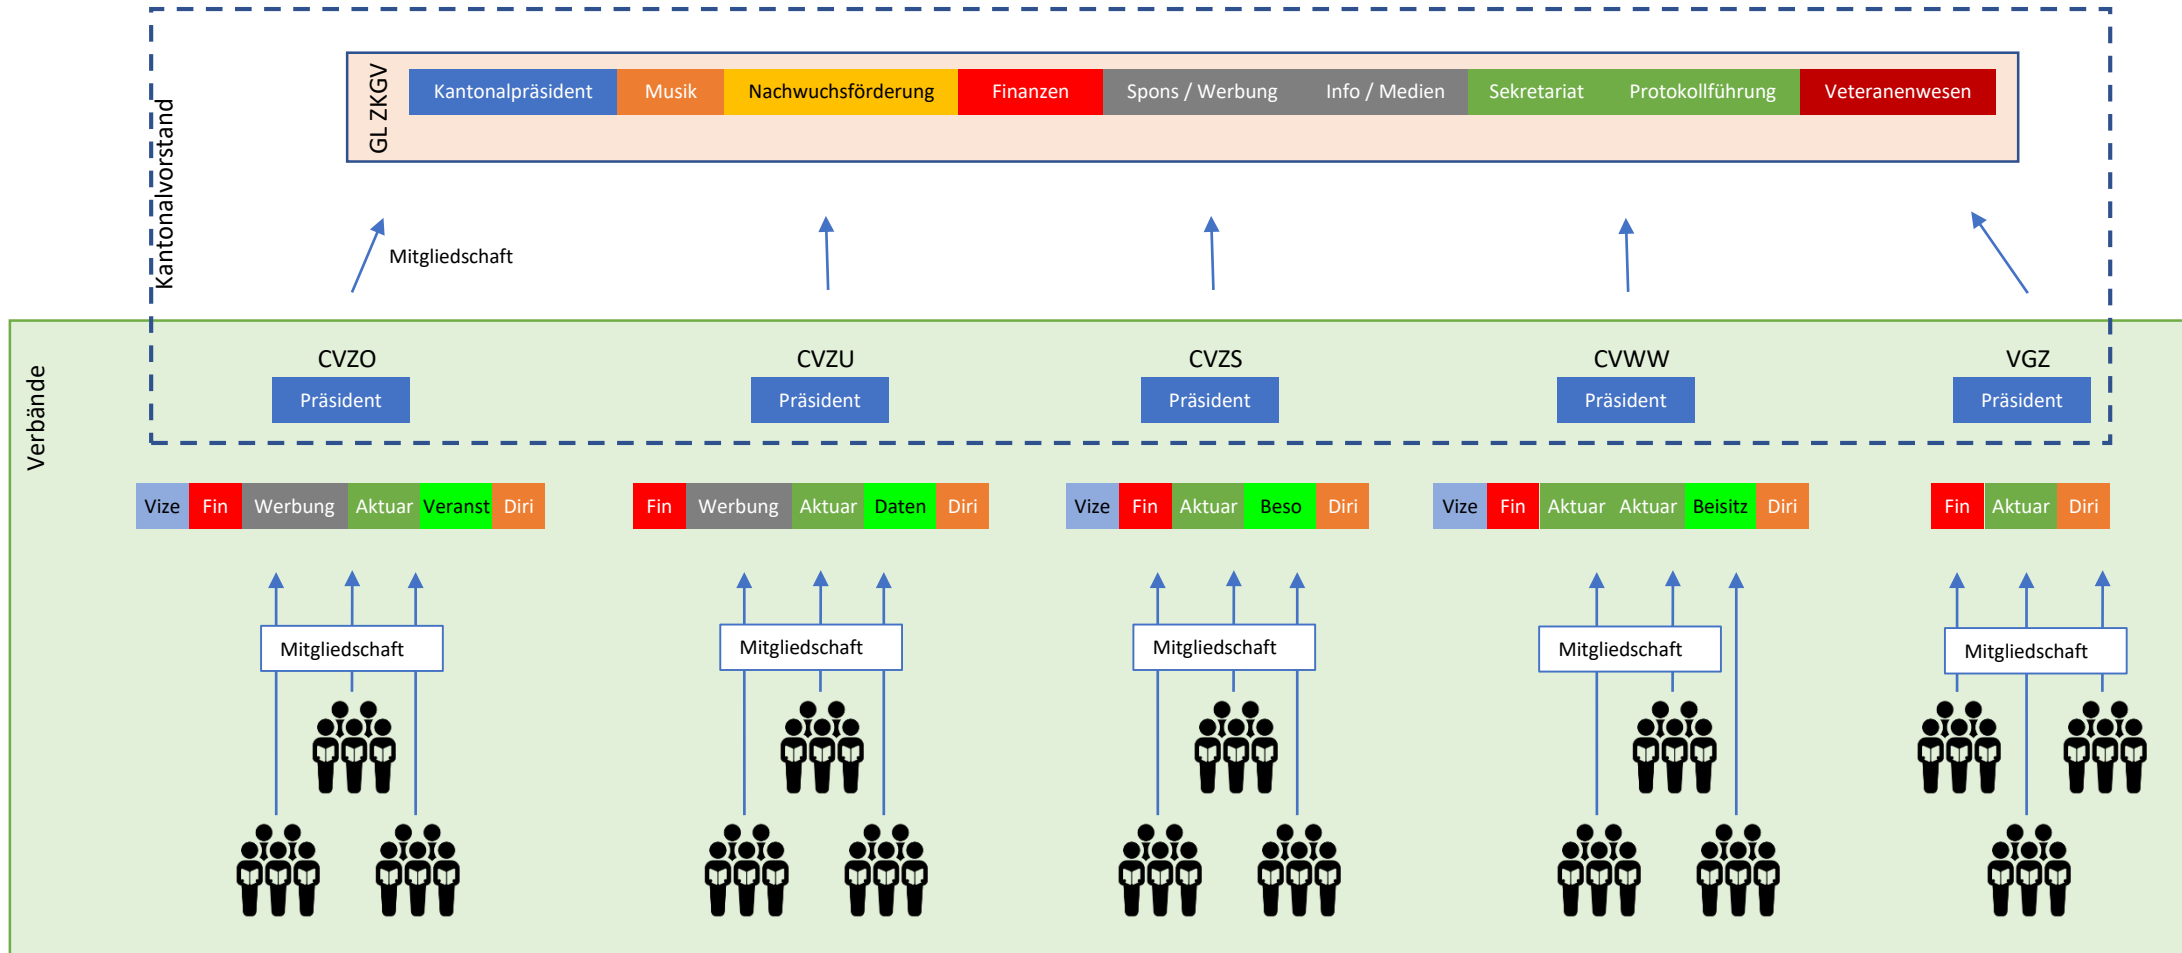 Kantonalvorstand
GL ZKGV
Kantonalpräsident Musik Nachwuchsförderung Finanzen Spons / Werbung Info / Medien Sekretariat Protokollführung Veteranenwesen
Mitgliedschaft
Verbände
CVZO CVZU CVZS CVWW VGZ
Präsident Präsident Präsident Präsident Präsident
Vize Fin Werbung Aktuar Veranst Diri
Fin Werbung Aktuar Daten Diri
Vize Fin Aktuar Beso Diri
Vize Fin Aktuar Aktuar Beisitz Diri
Fin Aktuar Diri
Mitgliedschaft Mitgliedschaft Mitgliedschaft Mitgliedschaft Mitgliedschaft